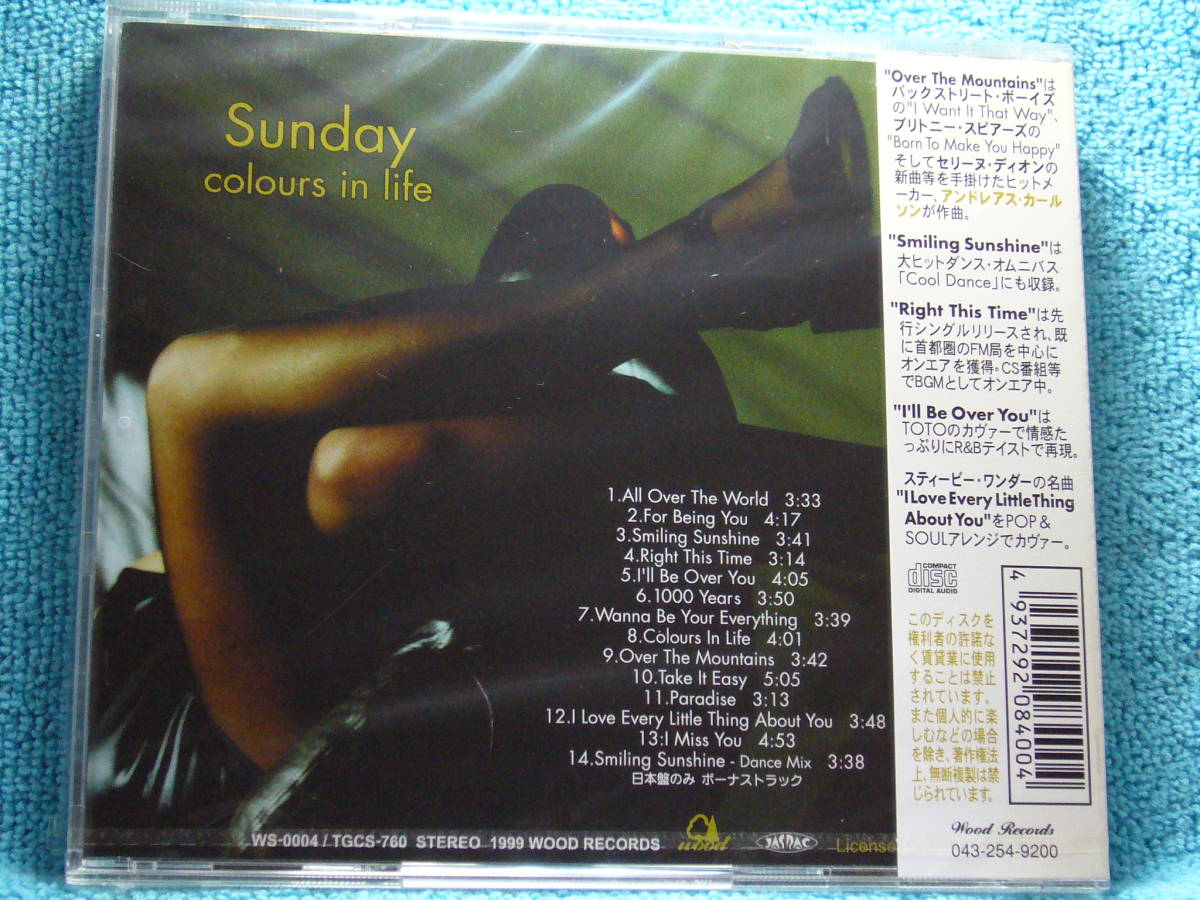 Sunday
colours in life
1.All Over The World 3:33
2.For Being You 4:17
3.Smiling Sunshine 3:41
4.Right This Time 3:14
5.I'll Be Over You 4:05
6.1000 Years 3:50
7.Wanna Be Your Everything 3:39
8.Colours In Life 4:01
9.Over The Mountains 3:42
10.Take It Easy 5:05
11.Paradise 3:13
12.I Love Every Little Thing About You 3:48
13:I Miss You 4:53
14.Smiling Sunshine - Dance Mix 3:38
日本盤のみ ボーナストラック
WS-0004 / TGCS-760 STEREO 1999 WOOD RECORDS
wood
JASRAC
License
"Over The Mountains"は
バックストリート・ボーイズ
の"I Want It That Way"、
ブリトニー・スピアーズの
"Born To Make You Happy"
そしてセリーヌ・ディオンの
新曲等を手掛けたヒットメ
ーカー、アンドレアス・カール
ソンが作曲。
"Smiling Sunshine"は
大ヒットダンス・オムニバス
「Cool Dance」にも収録。
"Right This Time"は先
行シングルリリースされ、既
に首都圏のFM局を中心に
オンエアを獲得。CS番組等
でBGMとしてオンエア中。
"I'll Be Over You"は
TOTOのカヴァーで情感た
っぷりにR&Bテイストで再現。
スティービー・ワンダーの名曲
"I Love Every Little Thing
About You"をPOP &
SOULアレンジでカヴァー。
COMPACT
disc
DIGITAL AUDIO
このディスクを
権利者の許諾な
く賃貸業に使用
することは禁止
されています。
また個人的に楽
しむなどの場合
を除き、著作権法
上、無断複製は禁
じられています。
4 937292 084004
Wood Records
043-254-9200